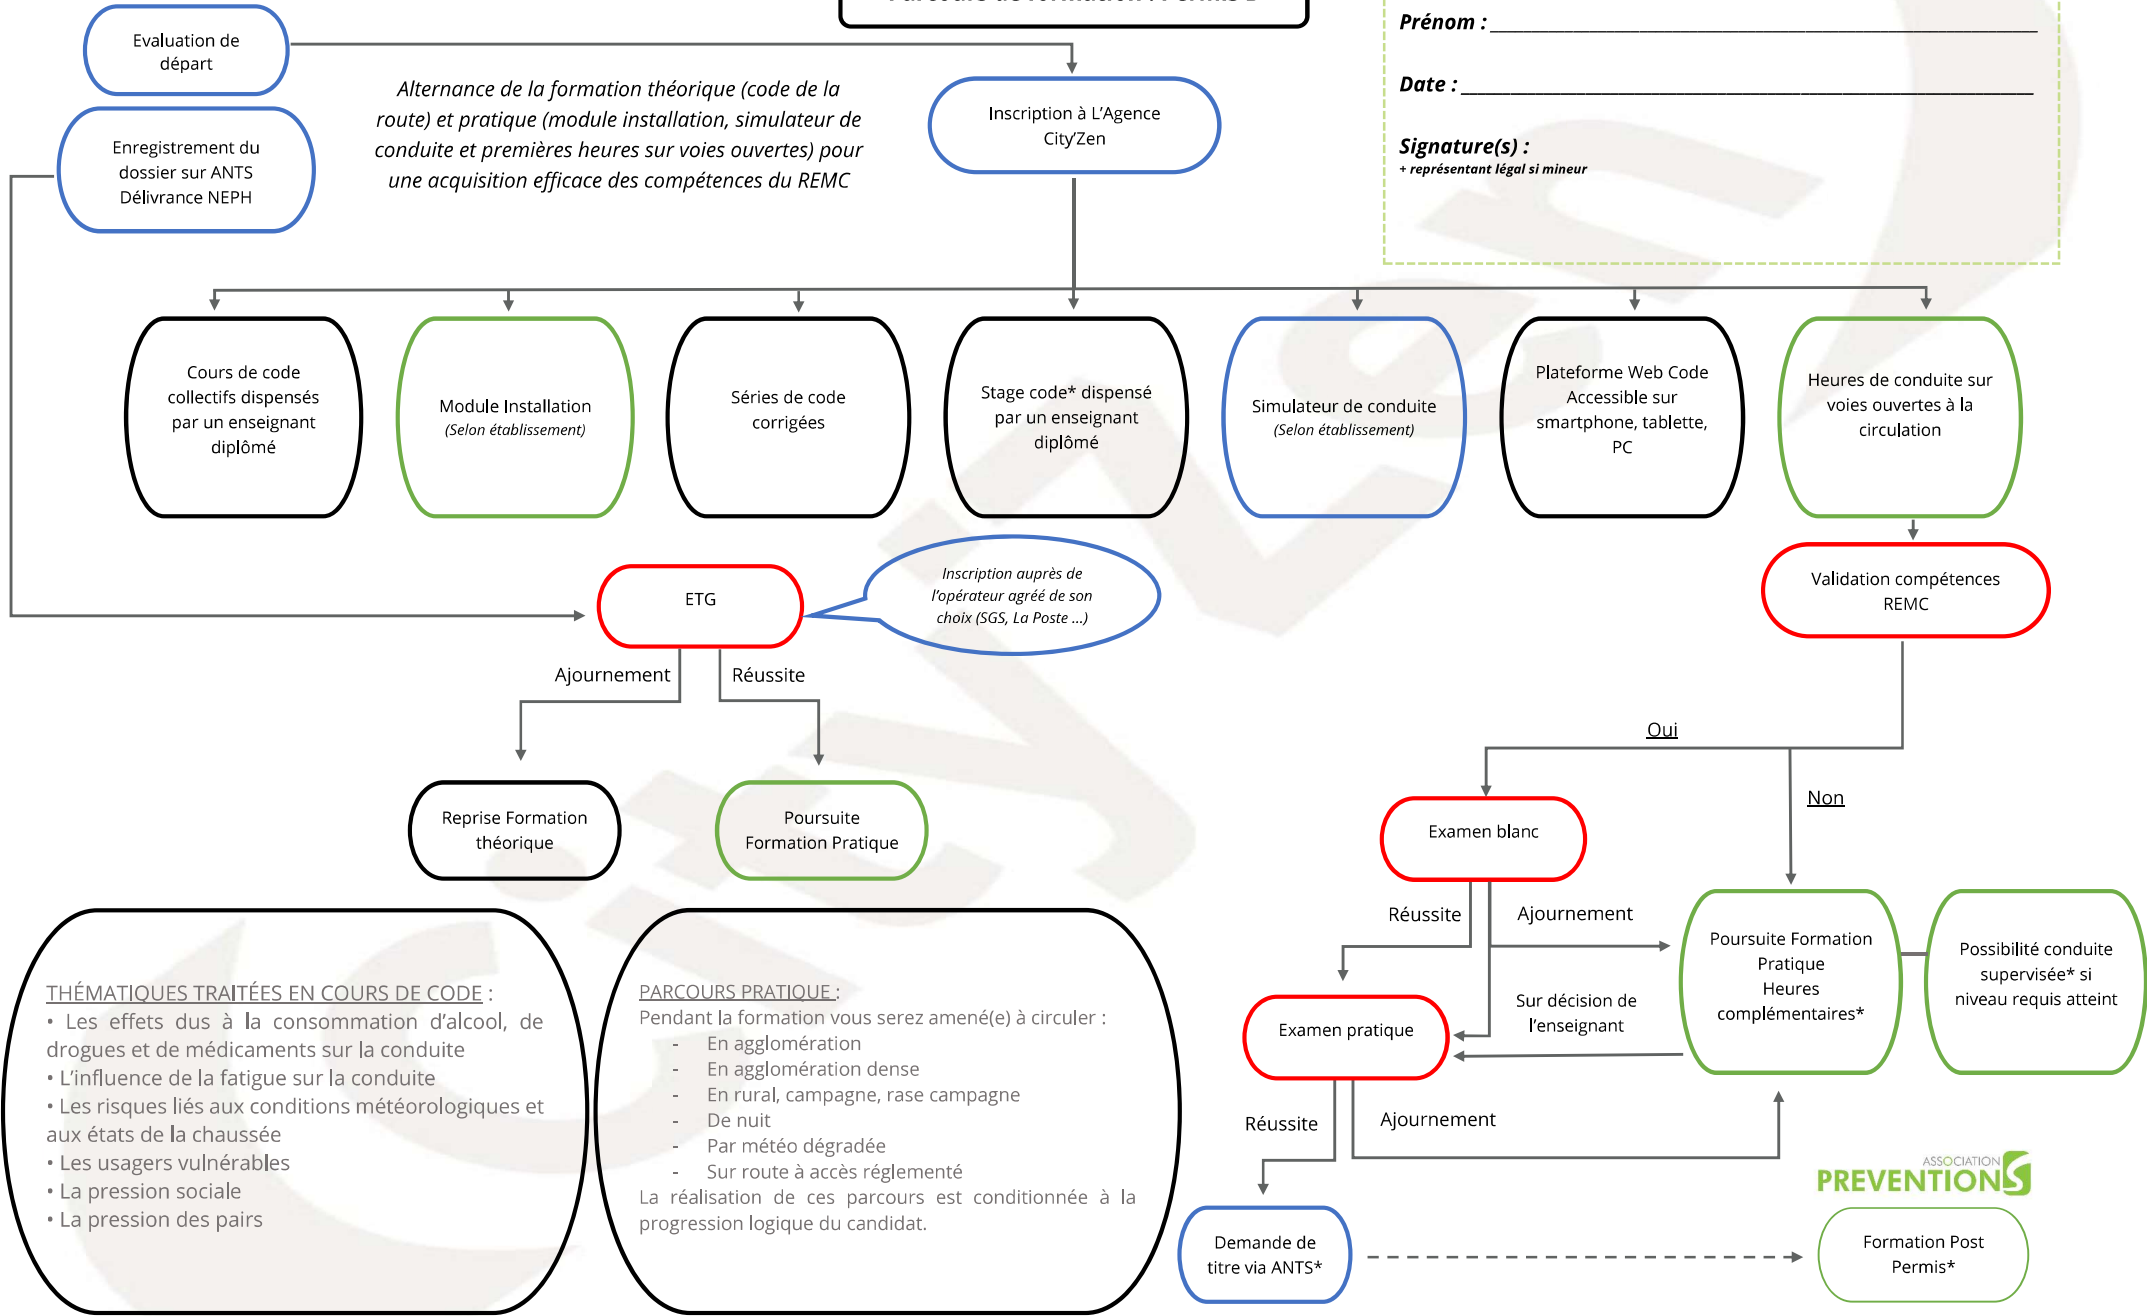 Prénom :
Date :
Signature(s) :
+ représentant légal si mineur
Evaluation de
départ
Enregistrement du
dossier sur ANTS
Délivrance NEPH
Alternance de la formation théorique (code de la
route) et pratique (module installation, simulateur de
conduite et premières heures sur voies ouvertes) pour
une acquisition efficace des compétences du REMC
Inscription à L'Agence
City'Zen
Cours de code
collectifs dispensés
par un enseignant
diplômé
Module Installation
(Selon établissement)
Séries de code
corrigées
Stage code* dispensé
par un enseignant
diplômé
Simulateur de conduite
(Selon établissement)
Plateforme Web Code
Accessible sur
smartphone, tablette,
PC
Heures de conduite sur
voies ouvertes à la
circulation
ETG
Inscription auprès de
l'opérateur agréé de son
choix (SGS, La Poste ...)
Validation compétences
REMC
Ajournement
Réussite
Oui
Non
Reprise Formation
théorique
Poursuite
Formation Pratique
Examen blanc
Réussite
Ajournement
Poursuite Formation
Pratique
Heures
complémentaires*
Possibilité conduite
supervisée* si
niveau requis atteint
Sur décision de
l'enseignant
Examen pratique
Réussite
Ajournement
THÉMATIQUES TRAITÉES EN COURS DE CODE :
• Les effets dus à la consommation d'alcool, de
drogues et de médicaments sur la conduite
• L'influence de la fatigue sur la conduite
• Les risques liés aux conditions météorologiques et
aux états de la chaussée
• Les usagers vulnérables
• La pression sociale
• La pression des pairs
PARCOURS PRATIQUE :
Pendant la formation vous serez amené(e) à circuler :
- En agglomération
- En agglomération dense
- En rural, campagne, rase campagne
- De nuit
- Par météo dégradée
- Sur route à accès réglementé
La réalisation de ces parcours est conditionnée à la
progression logique du candidat.
ASSOCIATION
PREVENTIONS
Demande de
titre via ANTS*
Formation Post
Permis*
City'Zen